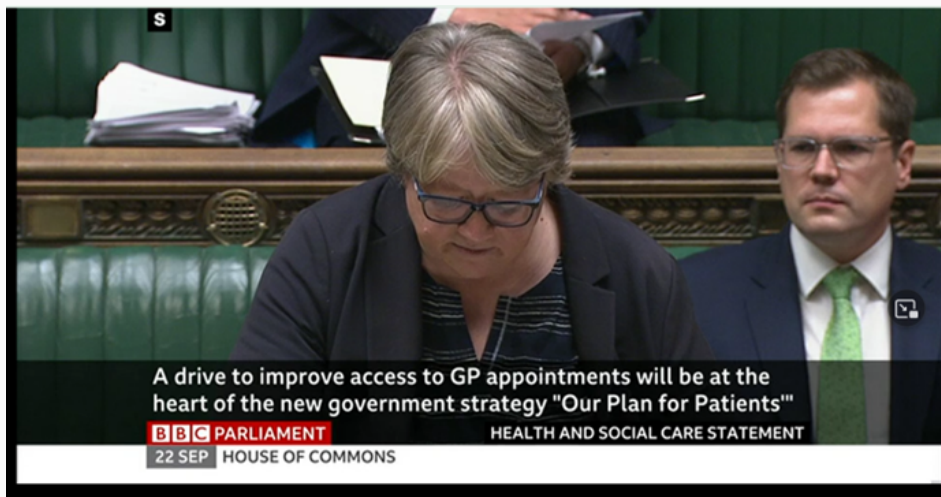 S
A drive to improve access to GP appointments will be at the
heart of the new government strategy "Our Plan for Patients'"
BBC PARLIAMENT HEALTH AND SOCIAL CARE STATEMENT
22 SEP HOUSE OF COMMONS